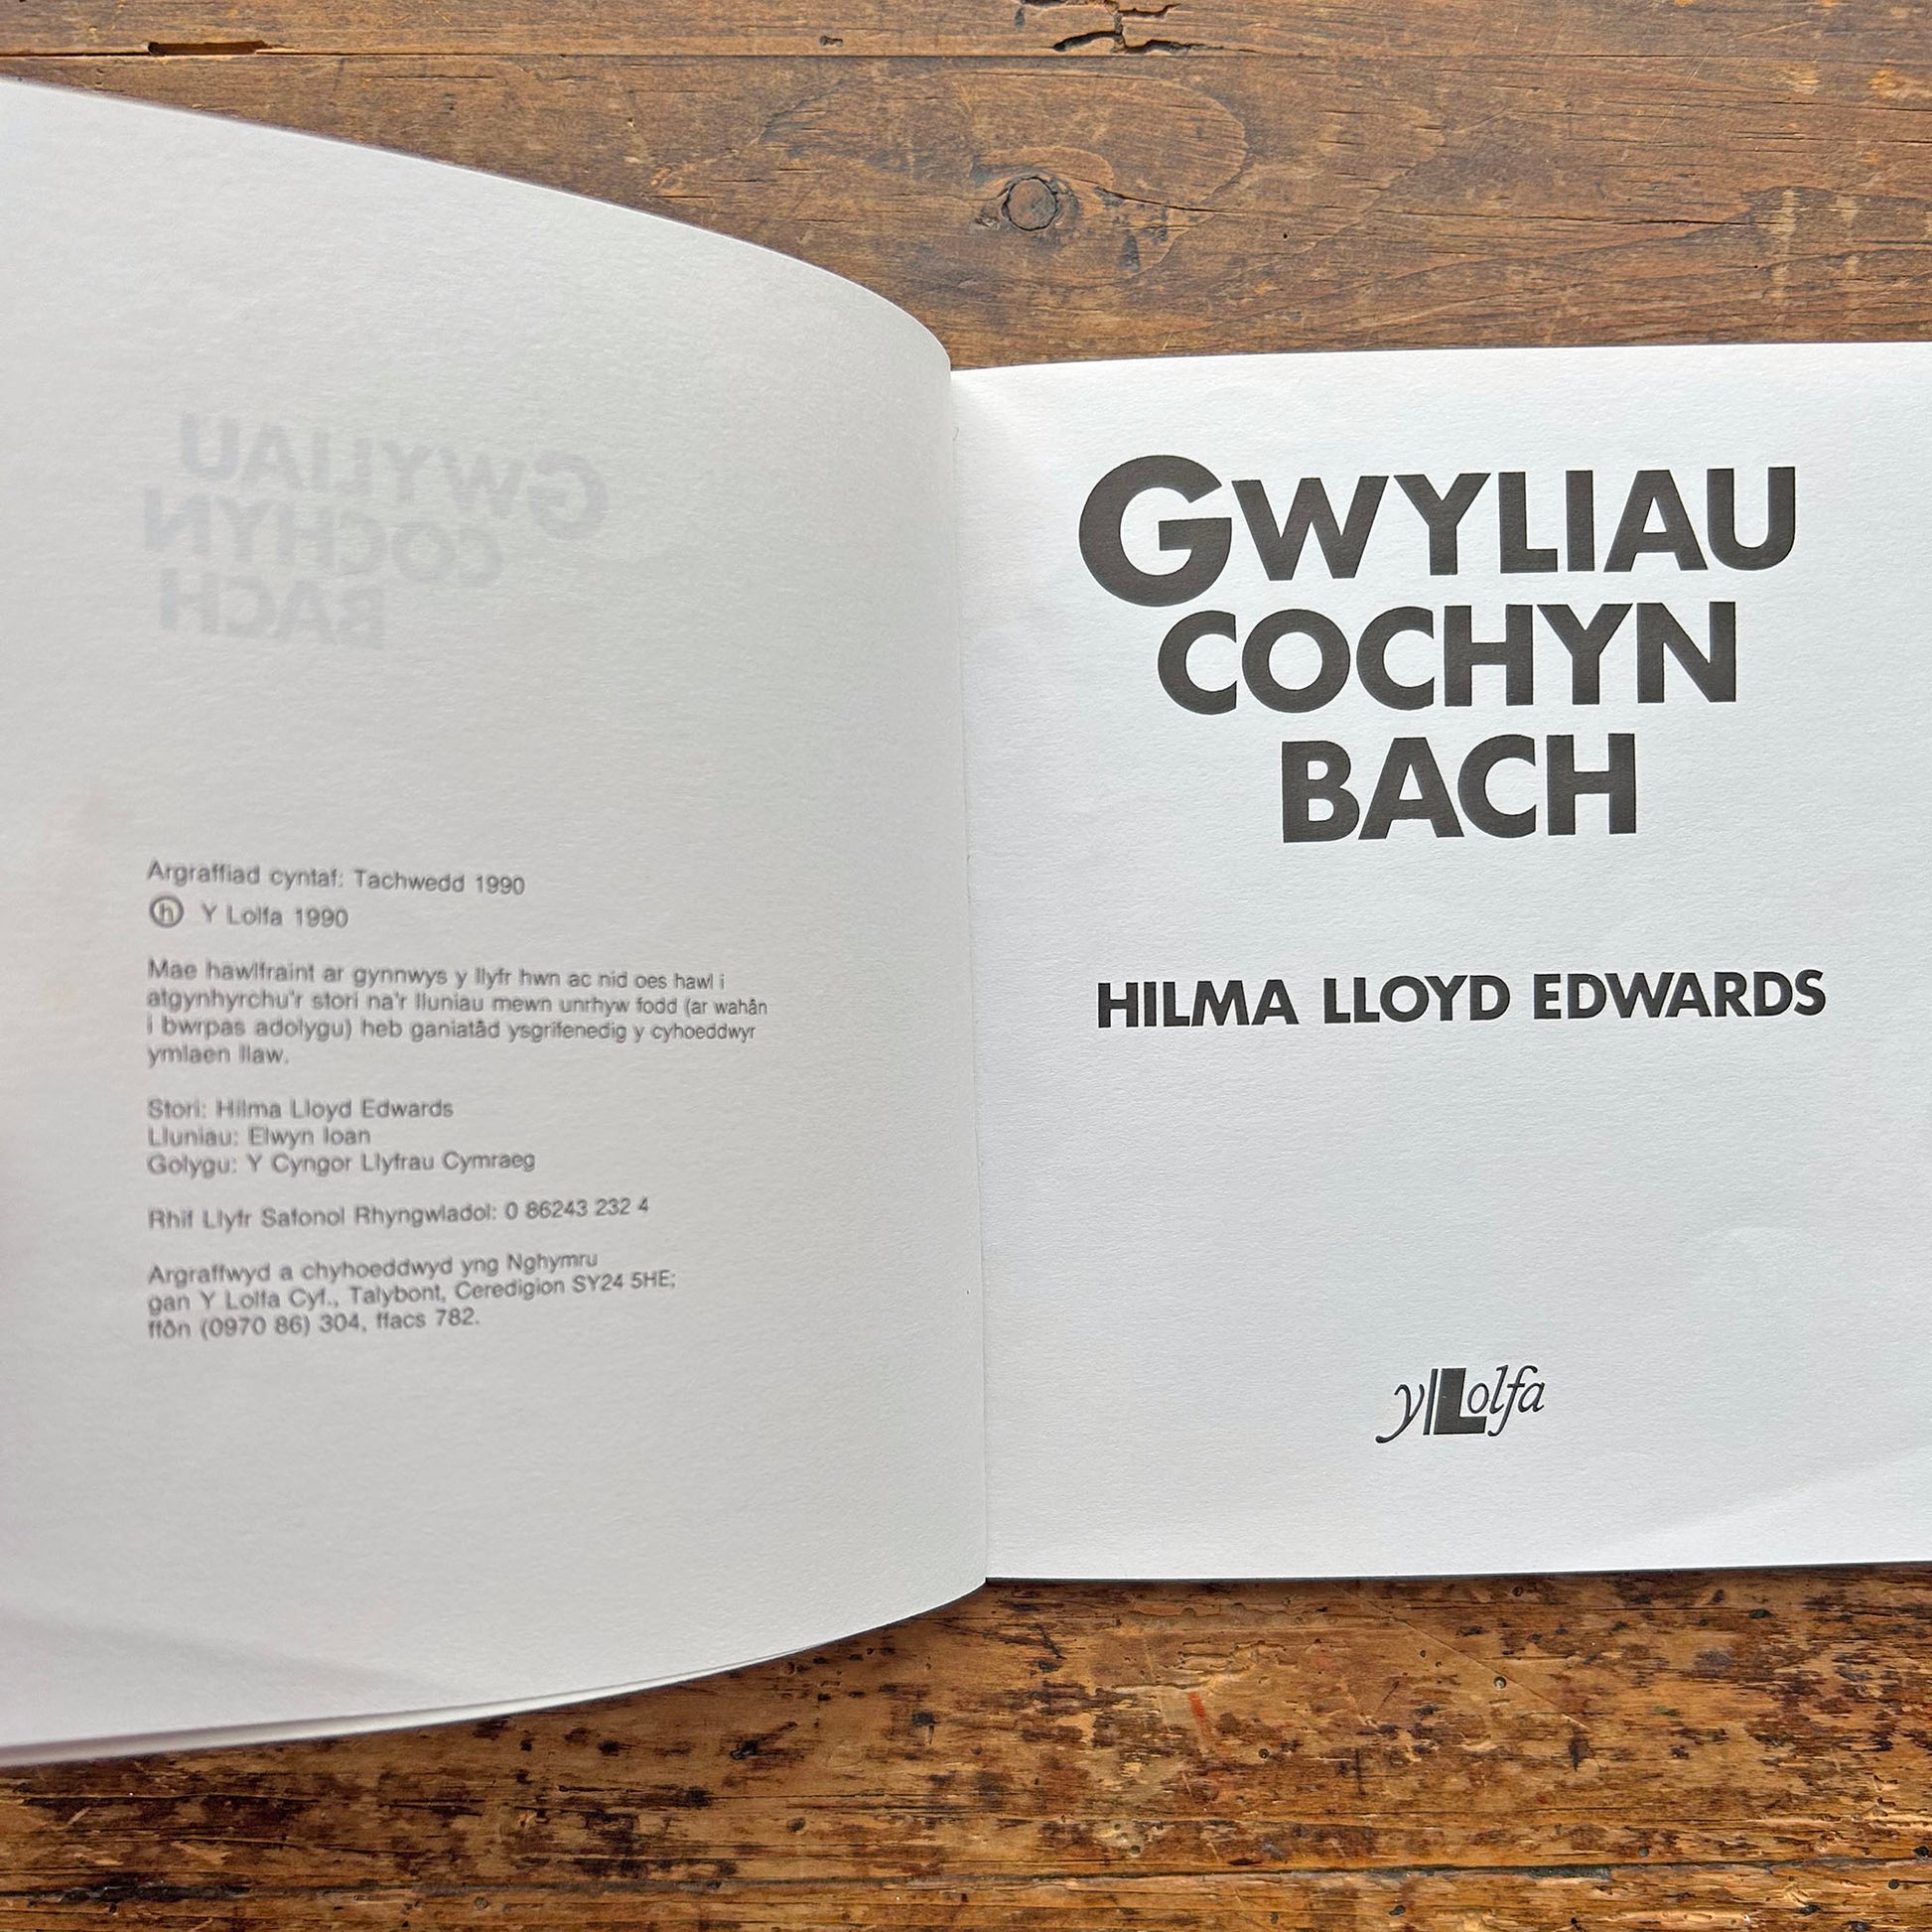 GWYLIAU
COCHYN
BACH
Argraffiad cyntaf: Tachwedd 1990
ⓗ Y Lolfa 1990
Mae hawlfraint ar gynnwys y llyfr hwn ac nid oes hawl i
atgynhyrchu'r stori na'r lluniau mewn unrhyw fodd (ar wahân
i bwrpas adolygu) heb ganiatâd ysgrifenedig y cyhoeddwyr
ymlaen llaw.
Stori: Hilma Lloyd Edwards
Lluniau: Elwyn Ioan
Golygu: Y Cyngor Llyfrau Cymraeg
Rhif Llyfr Safonol Rhyngwladol: 0 86243 232 4
Argraffwyd a chyhoeddwyd yng Nghymru
gan Y Lolfa Cyf., Talybont, Ceredigion SY24 5HE;
ffôn (0970 86) 304, ffacs 782.
GWYLIAU
COCHYN
BACH
HILMA LLOYD EDWARDS
y Lolfa